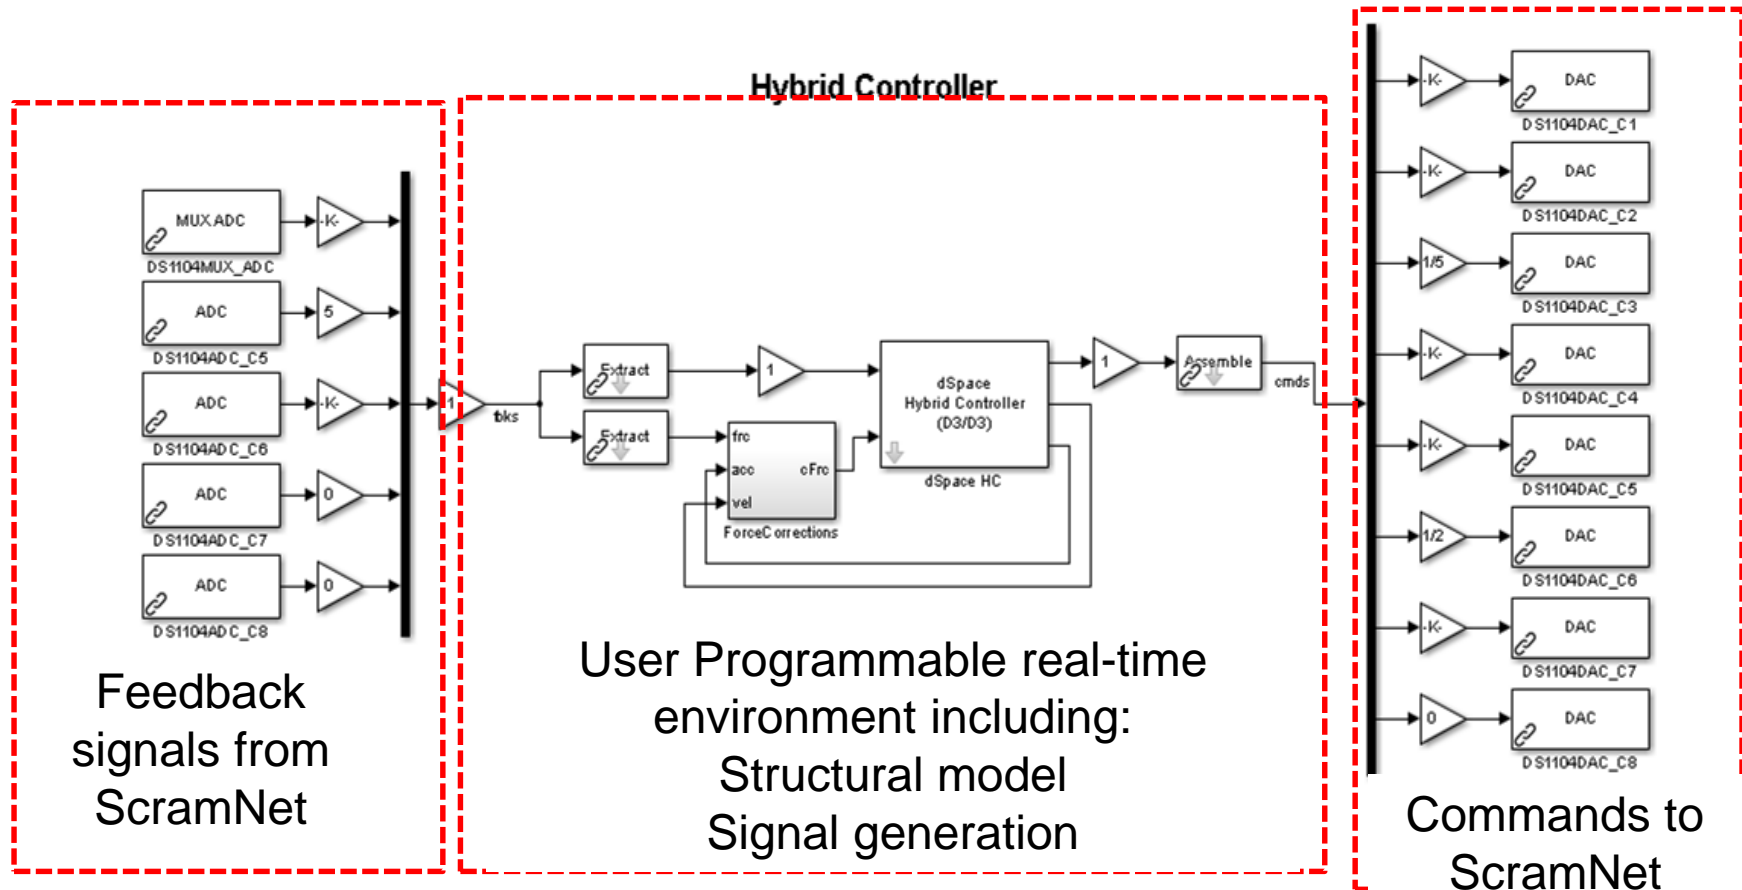 Hybrid Controller
MUX ADC
-K-
DS1104MUX_ADC
ADC
5
DS1104ADC_C5
ADC
-K-
DS1104ADC_C6
ADC
0
DS1104ADC_C7
ADC
0
DS1104ADC_C8
Feedback
signals from
ScramNet
1
fbks
Extract
Extract
1
frc
acc
vel
cFrc
ForceCorrections
dSpace
Hybrid Controller
(D3/D3)
dSpace HC
1
Assemble
cmds
User Programmable real-time
environment including:
Structural model
Signal generation
-K-
DAC
DS1104DAC_C1
-K-
DAC
DS1104DAC_C2
1/5
DAC
DS1104DAC_C3
-K-
DAC
DS1104DAC_C4
-K-
DAC
DS1104DAC_C5
1/2
DAC
DS1104DAC_C6
-K-
DAC
DS1104DAC_C7
0
DAC
DS1104DAC_C8
Commands to
ScramNet